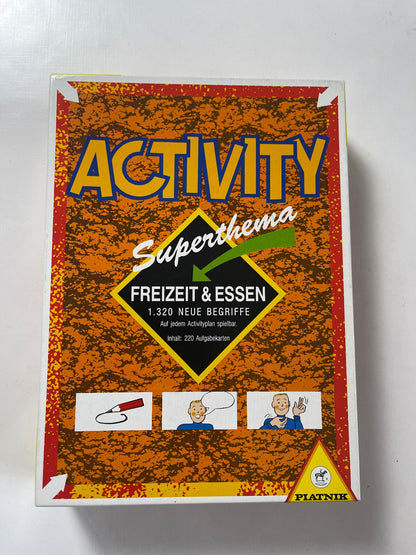 ACTIVITY
Superthema
FREIZEIT & ESSEN
1.320 NEUE BEGRIFFE
Auf jedem Activityplan spielbar.
Inhalt: 220 Aufgabekarten
PIATNIK